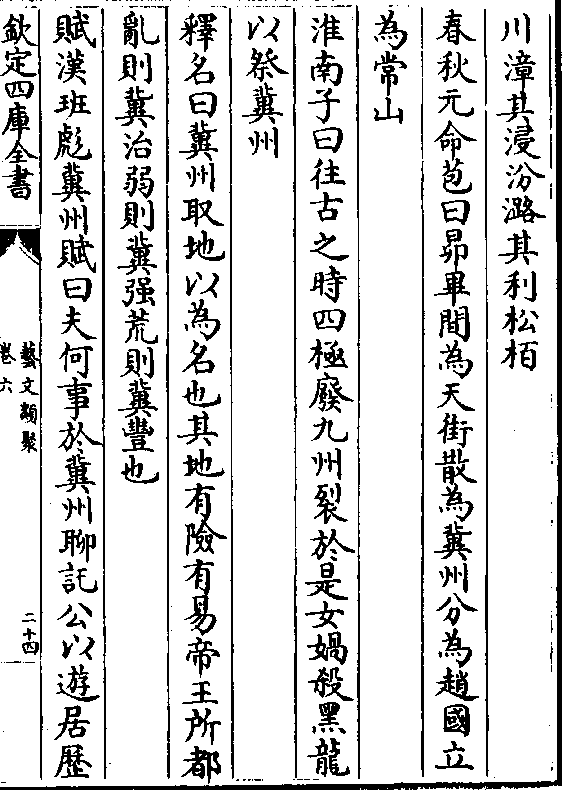 川漳其浸汾潞其利松栢
春秋元命苞曰昴畢間為天街散為冀州分為趙國立
為常山
淮南子曰往古之時四極廢九州裂於是女媧殺黑龍
以祭冀州
釋名曰冀州取地以為名也其地有險有易帝王所都
亂則冀治弱則冀强荒則冀豐也
賦漢班彪冀州賦曰夫何事於冀州聊託公以遊居歴
欽定四庫全書
藝文類聚
卷六
二十四